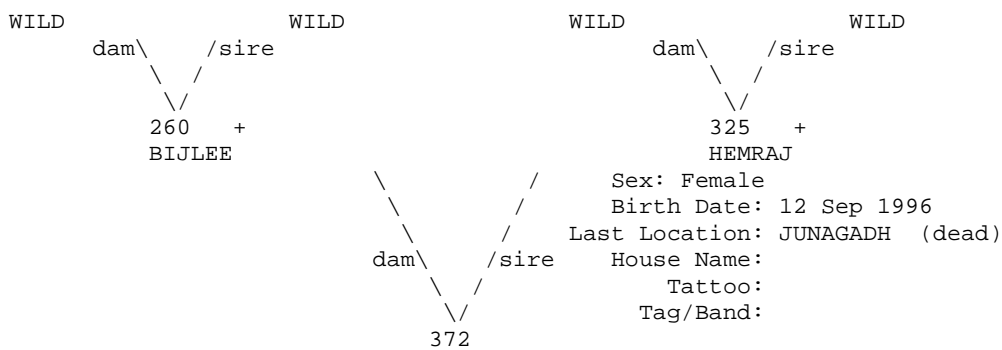 WILD WILD WILD WILD
dam\ /sire dam\ /sire
\ / \ /
\/ \/
260 + 325 +
BIJLEE HEMRAJ
\ / Sex: Female
\ / Birth Date: 12 Sep 1996
\ / Last Location: JUNAGADH (dead)
dam\ /sire House Name:
\ / Tattoo:
\/ Tag/Band:
372